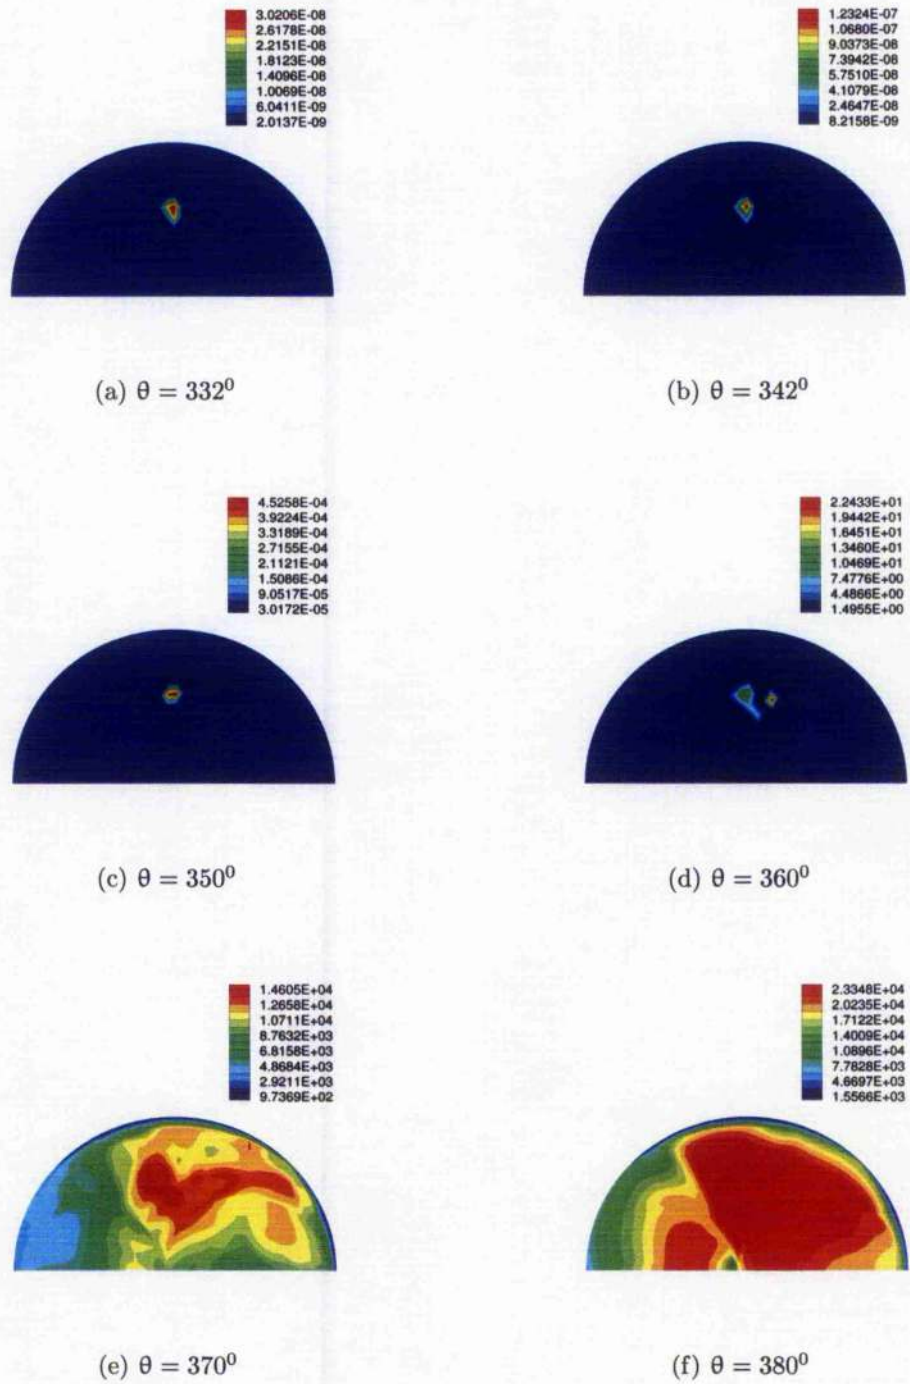 3.0206E-08
2.6178E-08
2.2151E-08
1.8123E-08
1.4096E-08
1.0069E-08
6.0411E-09
2.0137E-09
(a) θ = 332⁰
1.2324E-07
1.0680E-07
9.0373E-08
7.3942E-08
5.7510E-08
4.1079E-08
2.4647E-08
8.2158E-09
(b) θ = 342⁰
4.5258E-04
3.9224E-04
3.3189E-04
2.7155E-04
2.1121E-04
1.5086E-04
9.0517E-05
3.0172E-05
(c) θ = 350⁰
2.2433E+01
1.9442E+01
1.6451E+01
1.3460E+01
1.0469E+01
7.4776E+00
4.4866E+00
1.4955E+00
(d) θ = 360⁰
1.4605E+04
1.2658E+04
1.0711E+04
8.7632E+03
6.8158E+03
4.8684E+03
2.9211E+03
9.7369E+02
(e) θ = 370⁰
2.3348E+04
2.0235E+04
1.7122E+04
1.4009E+04
1.0896E+04
7.7828E+03
4.6697E+03
1.5566E+03
(f) θ = 380⁰